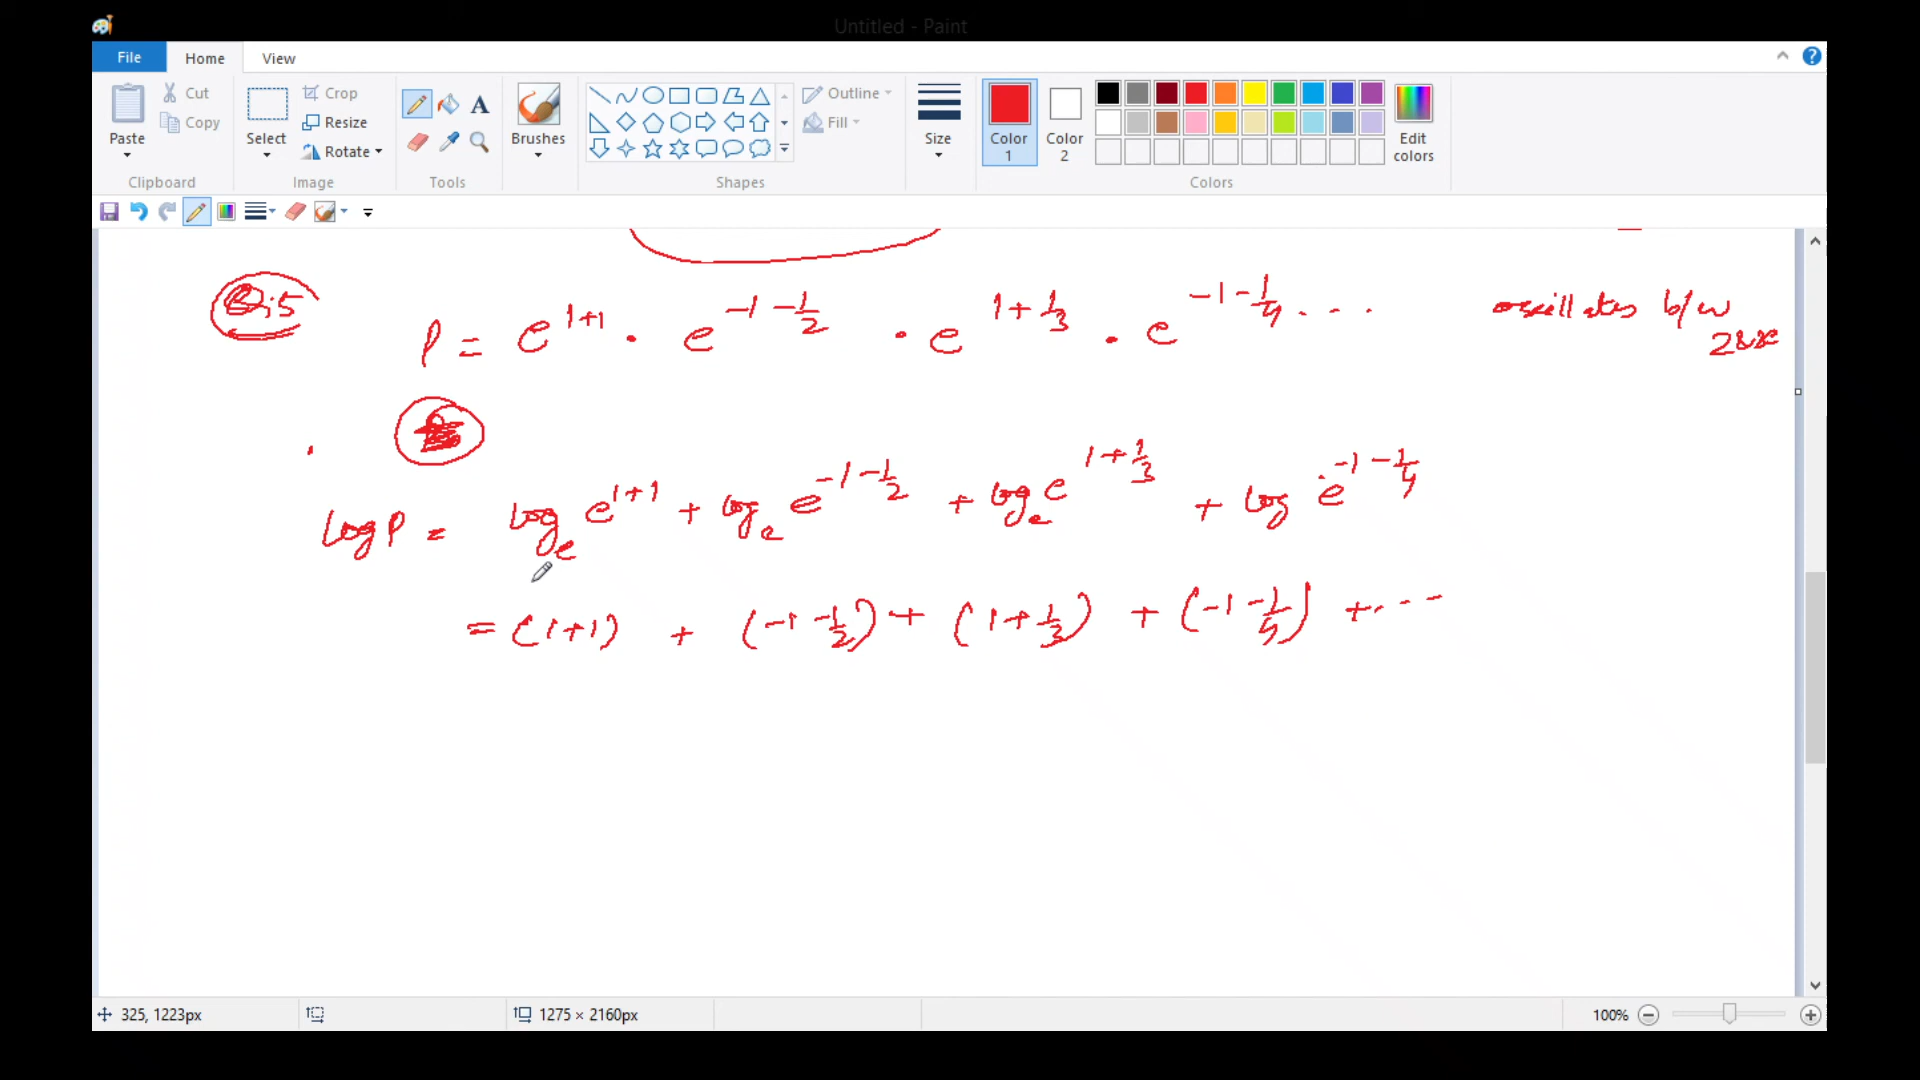 Untitled - Paint
File Home View
Paste Cut Copy Clipboard
Select Crop Resize Rotate Image
Tools
Brushes
Shapes
Outline Fill
Size
Color 1 Color 2 Edit colors
Colors
Q.5 P = e^{1+1} · e^{-1-1/2} · e^{1+1/3} · e^{-1-1/4} . . . . oscillates b/w
2 &
log P = log_e e^{1+1} + log_e e^{-1-1/2} + log_e e^{1+1/3} + log e^{-1-1/4}
= (1+1) + (-1-1/2) + (1+1/3) + (-1-1/4) + ....
325, 1223px 1275 × 2160px 100%